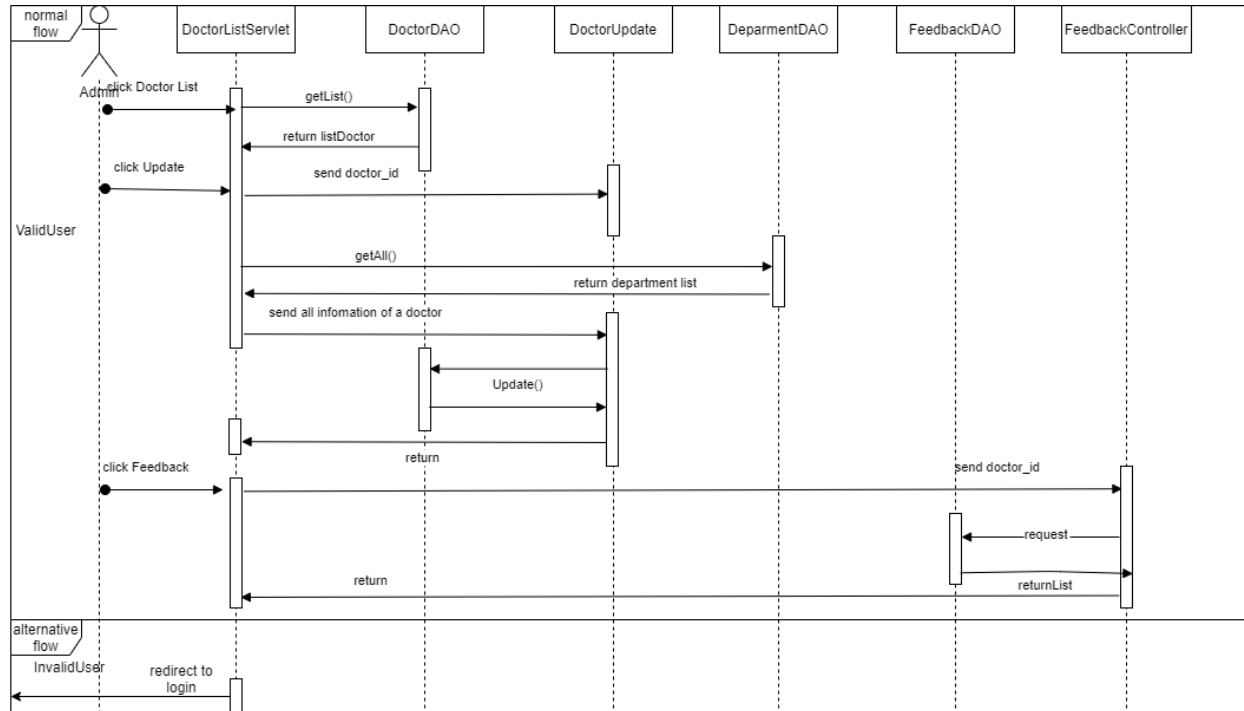 normal
flow
DoctorListServlet
DoctorDAO
DoctorUpdate
DeparmentDAO
FeedbackDAO
FeedbackController
Admin
click Doctor List
getList()
return listDoctor
click Update
send doctor_id
ValidUser
getAll()
return department list
send all infomation of a doctor
Update()
return
click Feedback
send doctor_id
request
return
returnList
alternative
flow
InvalidUser
redirect to
login